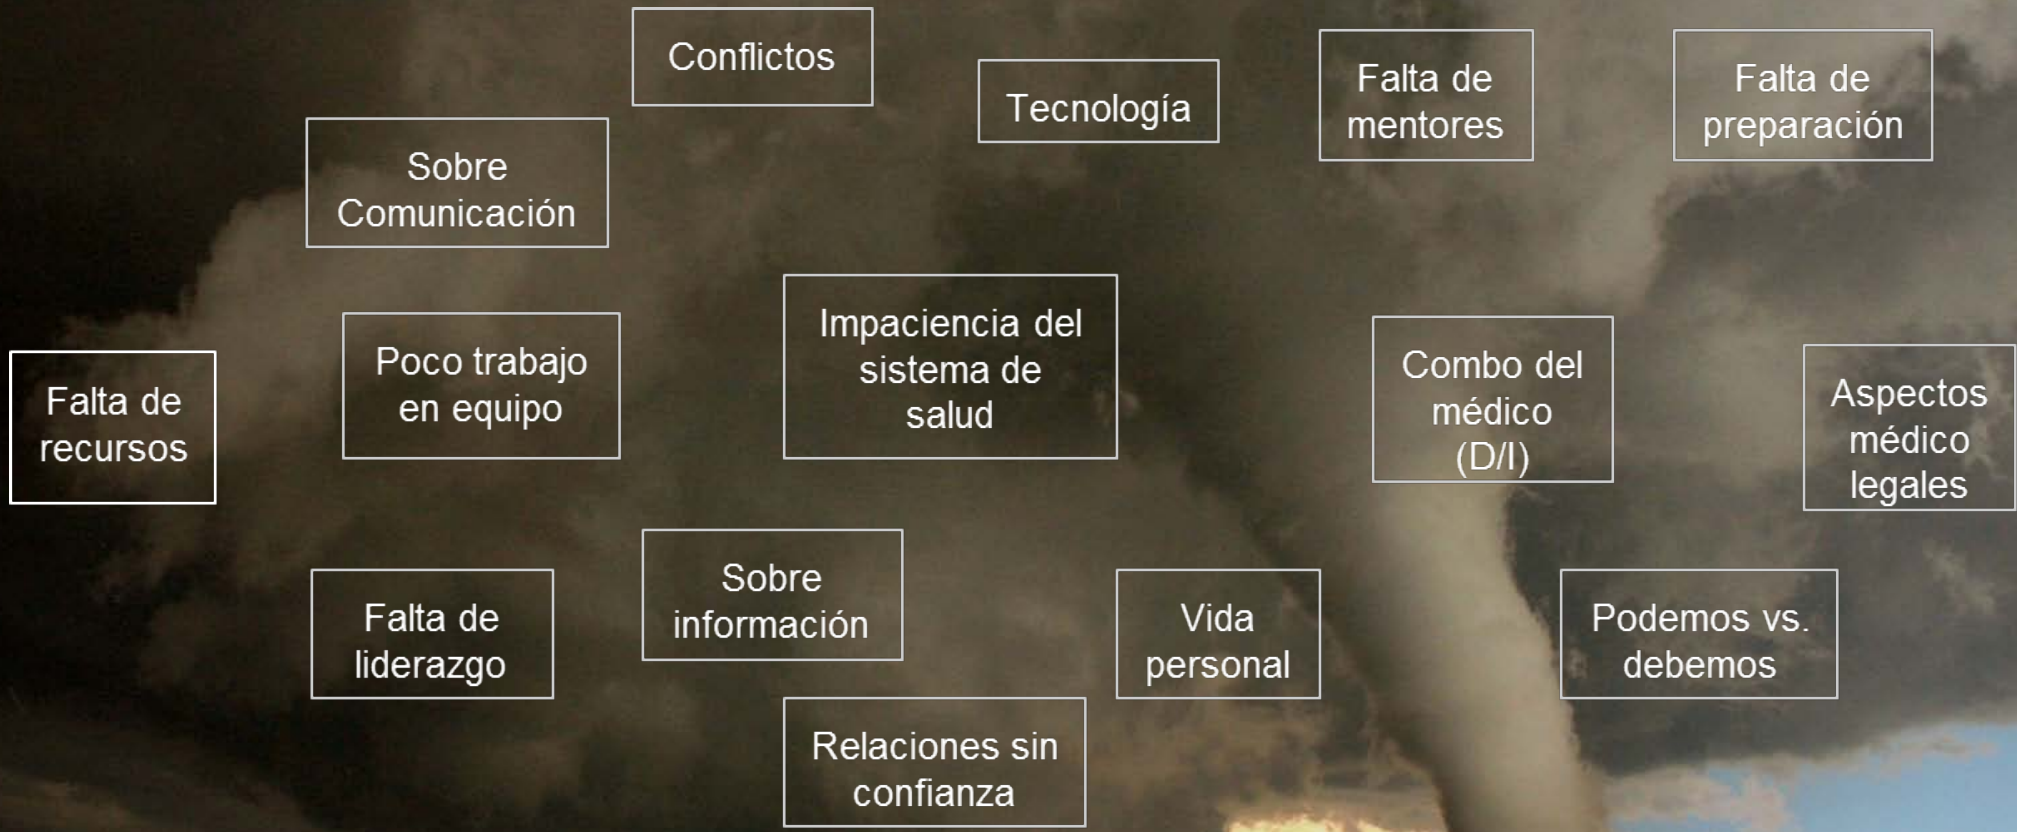 Conflictos
Tecnología
Falta de
mentores
Falta de
preparación
Sobre
Comunicación
Impaciencia del
sistema de
salud
Poco trabajo
en equipo
Combo del
médico
(D/I)
Falta de
recursos
Aspectos
médico
legales
Sobre
información
Falta de
liderazgo
Vida
personal
Podemos vs.
debemos
Relaciones sin
confianza